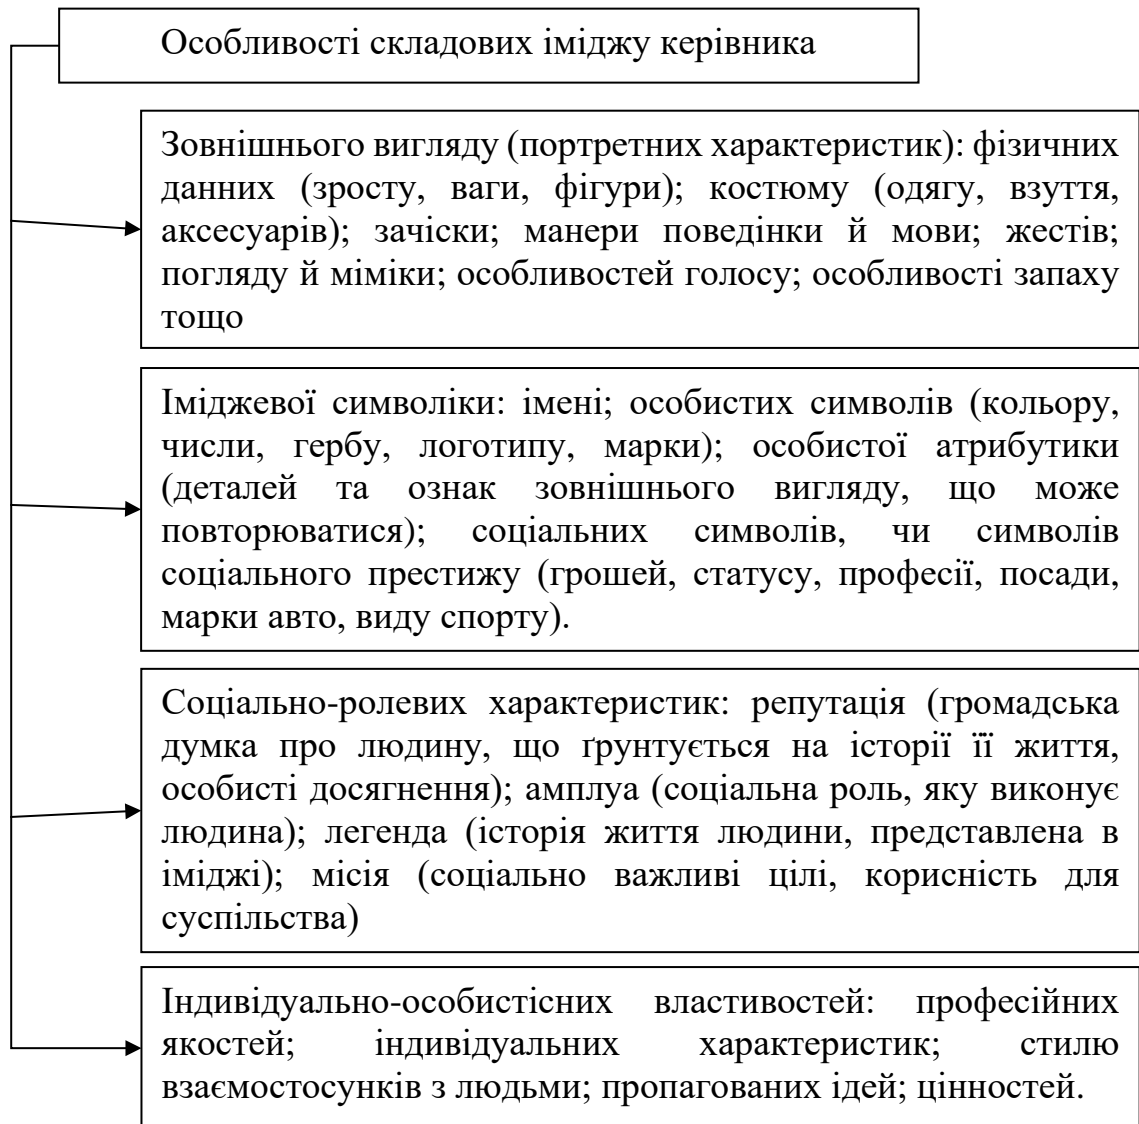 Особливості складових іміджу керівника
Зовнішнього вигляду (портретних характеристик): фізичних
данних (зросту, ваги, фігури); костюму (одягу, взуття,
аксесуарів); зачіски; манери поведінки й мови; жестів;
погляду й міміки; особливостей голосу; особливості запаху
тощо
Іміджевої символіки: імені; особистих символів (кольору,
числи, гербу, логотипу, марки); особистої атрибутики
(деталей та ознак зовнішнього вигляду, що може
повторюватися); соціальних символів, чи символів
соціального престижу (грошей, статусу, професії, посади,
марки авто, виду спорту).
Соціально-ролевих характеристик: репутація (громадська
думка про людину, що ґрунтується на історії її життя,
особисті досягнення); амплуа (соціальна роль, яку виконує
людина); легенда (історія життя людини, представлена в
іміджі); місія (соціально важливі цілі, корисність для
суспільства)
Індивідуально-особистісних властивостей: професійних
якостей; індивідуальних характеристик; стилю
взаємостосунків з людьми; пропагованих ідей; цінностей.